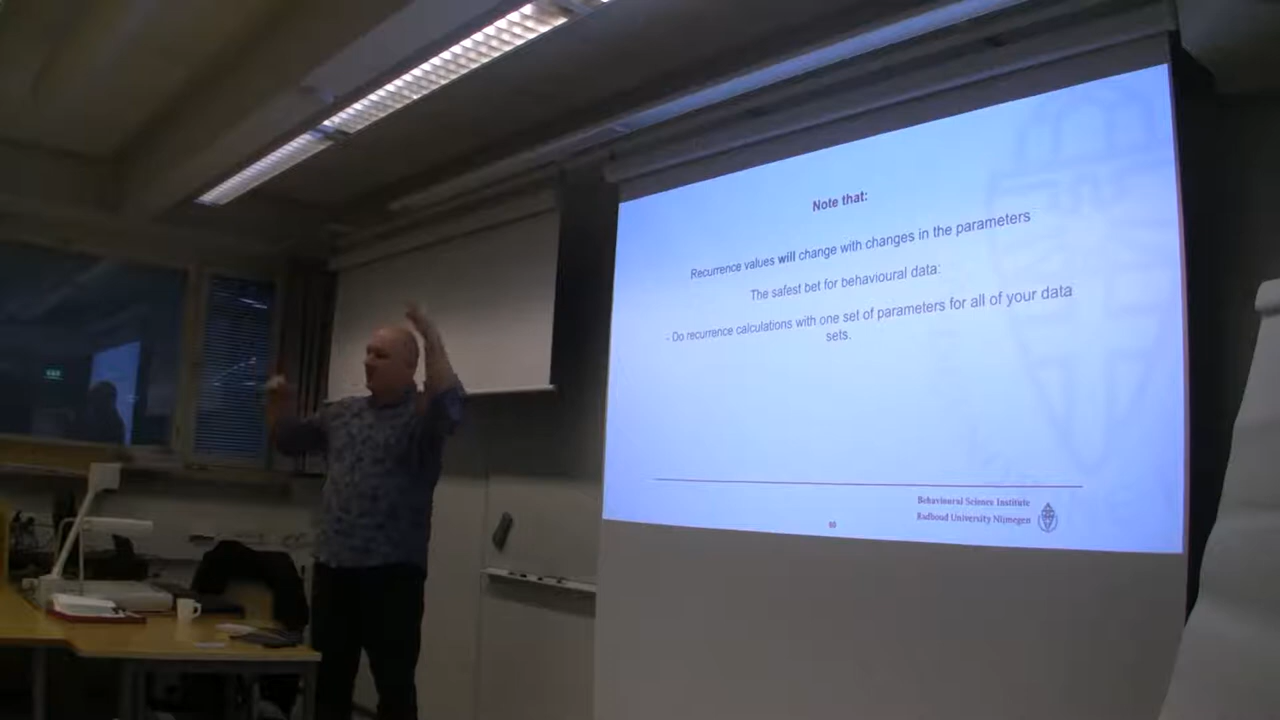 Note that:
Recurrence values will change with changes in the parameters
The safest bet for behavioural data:
- Do recurrence calculations with one set of parameters for all of your data
sets.
Behavioural Science Institute
Radboud University Nijmegen
60